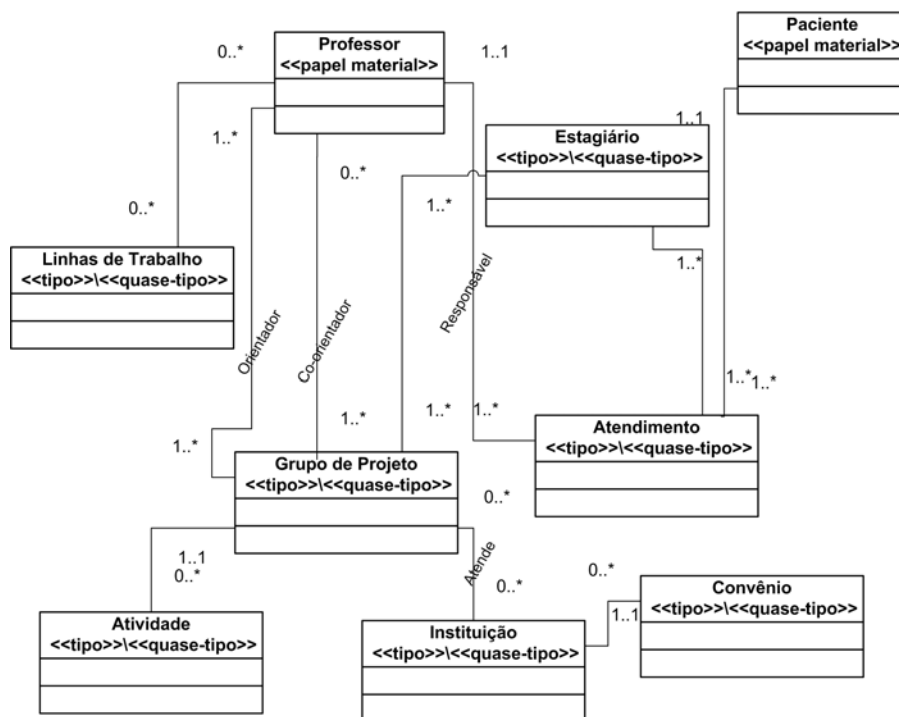 Professor
<<papel material>>
Paciente
<<papel material>>
0..*
1..1
1..*
0..*
Estagiário
<<tipo>>\<<quase-tipo>>
1..1
1..*
0..*
Linhas de Trabalho
<<tipo>>\<<quase-tipo>>
1..*
Orientador
Co-orientador
Responsável
1..*
1..*
1..*
1..*
1..*
1..*
Atendimento
<<tipo>>\<<quase-tipo>>
Grupo de Projeto
<<tipo>>\<<quase-tipo>>
0..*
1..1
0..*
Atende
0..*
0..*
1..1
Convênio
<<tipo>>\<<quase-tipo>>
Atividade
<<tipo>>\<<quase-tipo>>
Instituição
<<tipo>>\<<quase-tipo>>